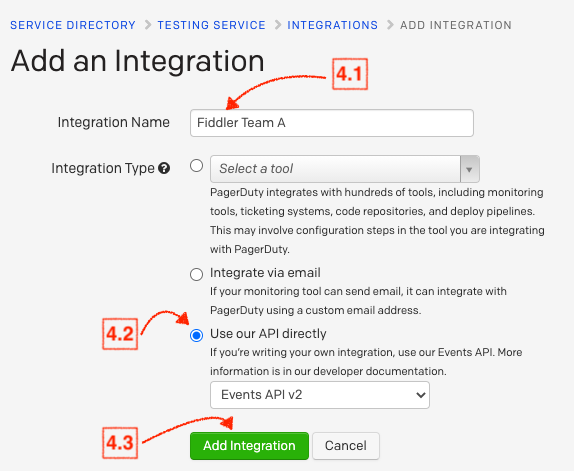 SERVICE DIRECTORY > TESTING SERVICE > INTEGRATIONS > ADD INTEGRATION
Add an Integration
4.1
Integration Name Fiddler Team A
Integration Type ? Select a tool
PagerDuty integrates with hundreds of tools, including monitoring
tools, ticketing systems, code repositories, and deploy pipelines.
This may involve configuration steps in the tool you are integrating
with PagerDuty.
Integrate via email
If your monitoring tool can send email, it can integrate with
PagerDuty using a custom email address.
4.2
Use our API directly
If you're writing your own integration, use our Events API. More
information is in our developer documentation.
Events API v2
4.3
Add Integration Cancel